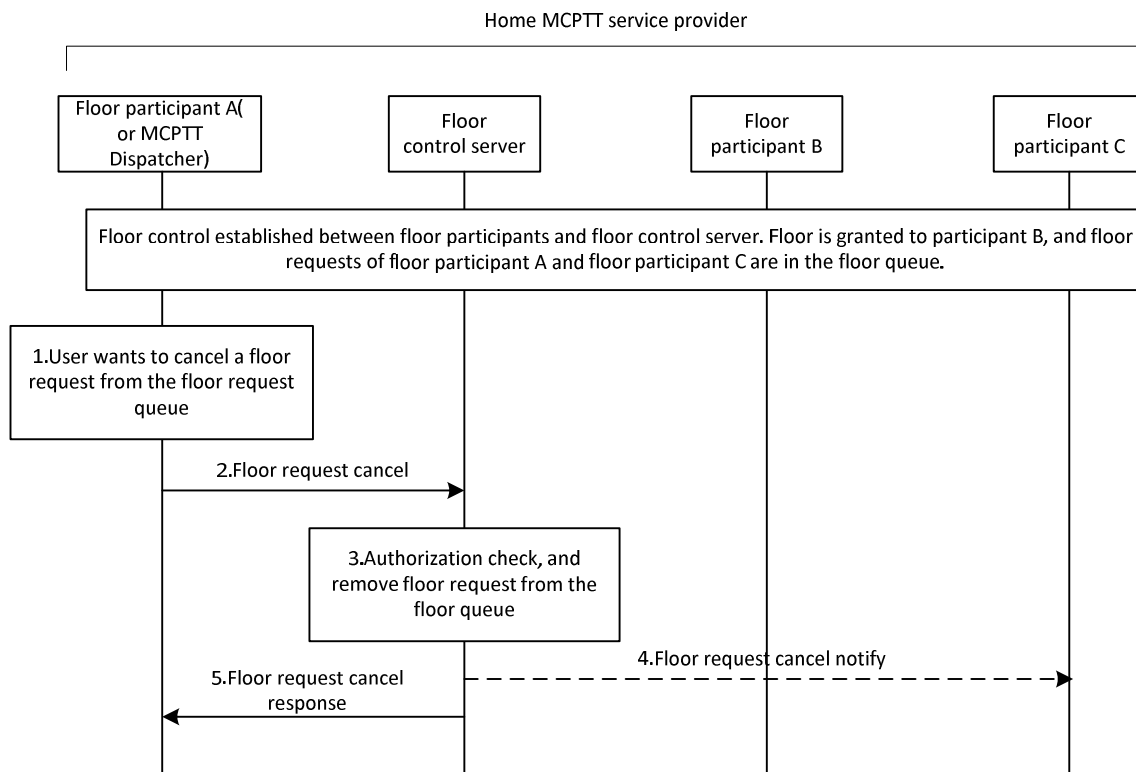 Home MCPTT service provider
Floor participant A(
or MCPTT
Dispatcher)
Floor
control server
Floor
participant B
Floor
participant C
Floor control established between floor participants and floor control server. Floor is granted to participant B, and floor
requests of floor participant A and floor participant C are in the floor queue.
1.User wants to cancel a floor
request from the floor request
queue
2.Floor request cancel
3.Authorization check, and
remove floor request from the
floor queue
4.Floor request cancel notify
5.Floor request cancel
response